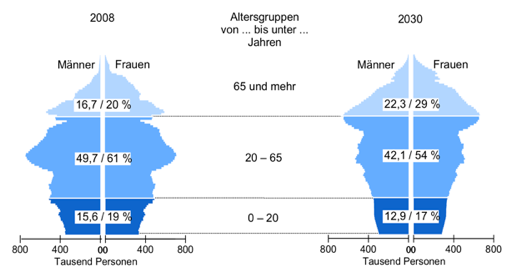 2008
Altersgruppen
von ... bis unter ...
Jahren
2030
Männer
Frauen
Männer
Frauen
65 und mehr
16,7 / 20 %
22,3 / 29 %
49,7 / 61 %
20 – 65
42,1 / 54 %
15,6 / 19 %
0 – 20
12,9 / 17 %
800 400 00 400 800
800 400 00 400 800
Tausend Personen
Tausend Personen